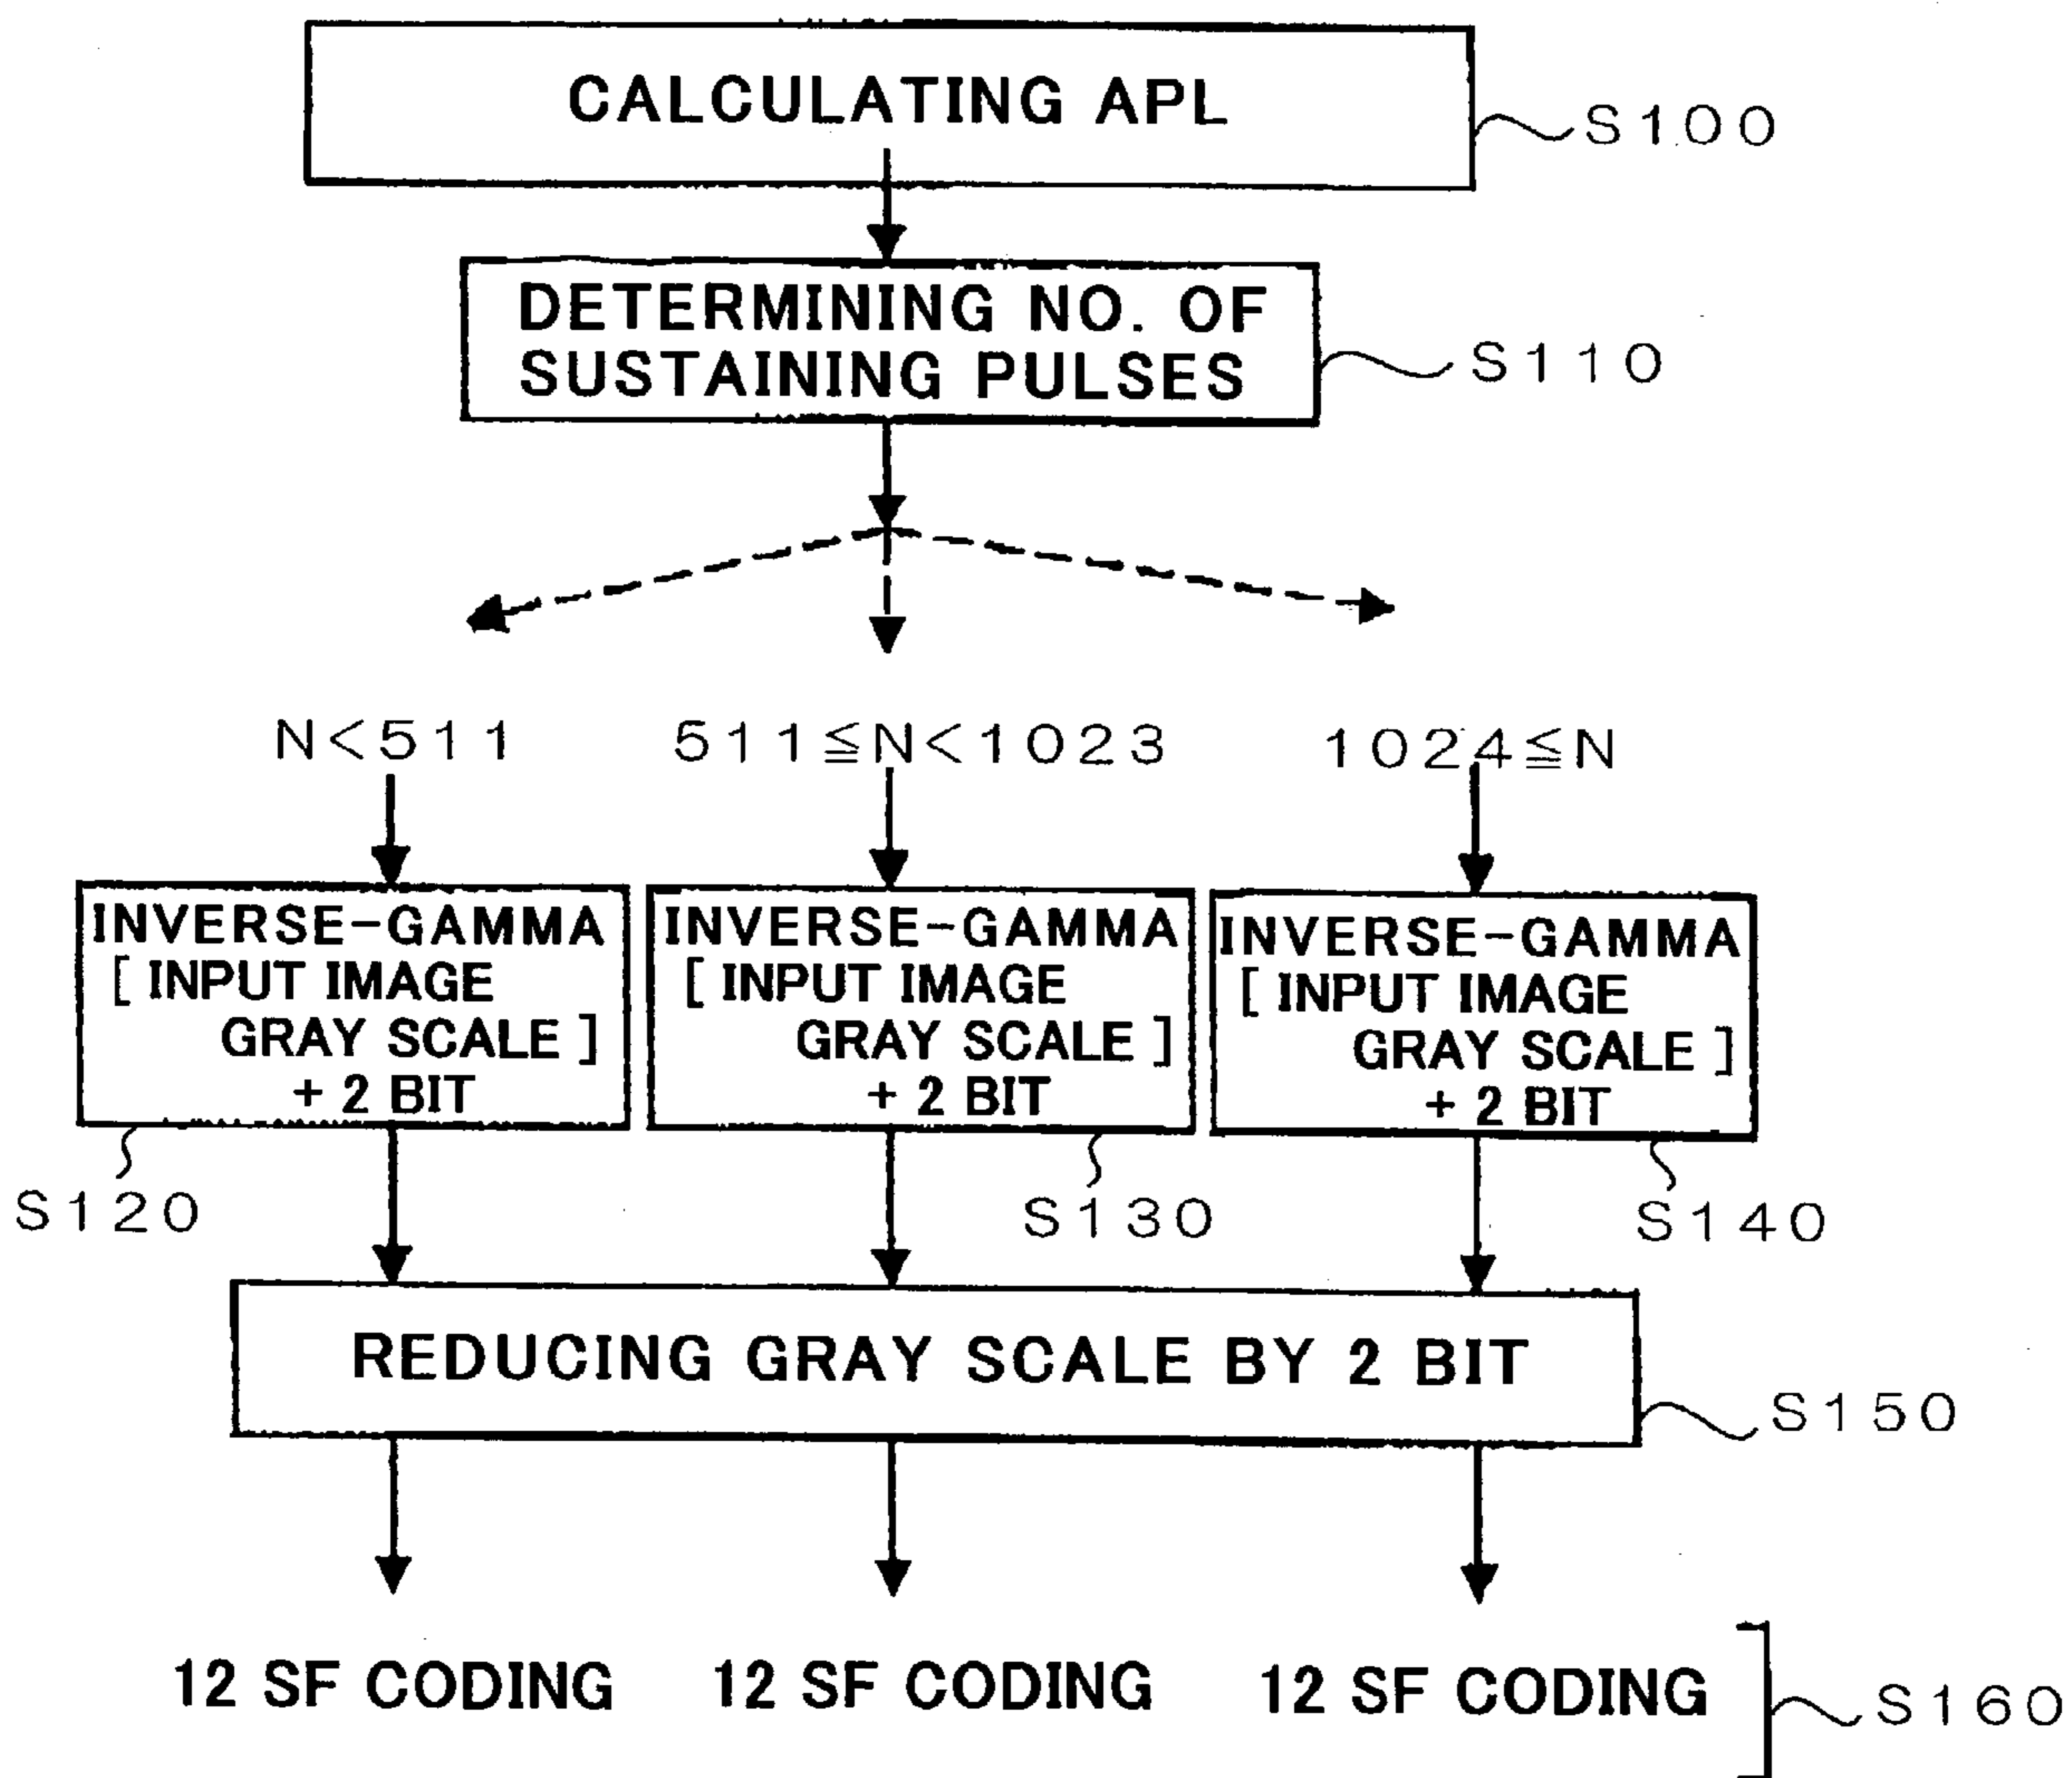 CALCULATING APL
S100
DETERMINING NO. OF
SUSTAINING PULSES
S110
N<511
511≦N<1023
1024≦N
INVERSE-GAMMA
[ INPUT IMAGE
GRAY SCALE ]
+ 2 BIT
S120
INVERSE-GAMMA
[ INPUT IMAGE
GRAY SCALE ]
+ 2 BIT
S130
INVERSE-GAMMA
[ INPUT IMAGE
GRAY SCALE ]
+ 2 BIT
S140
REDUCING GRAY SCALE BY 2 BIT
S150
12 SF CODING
12 SF CODING
12 SF CODING
S160